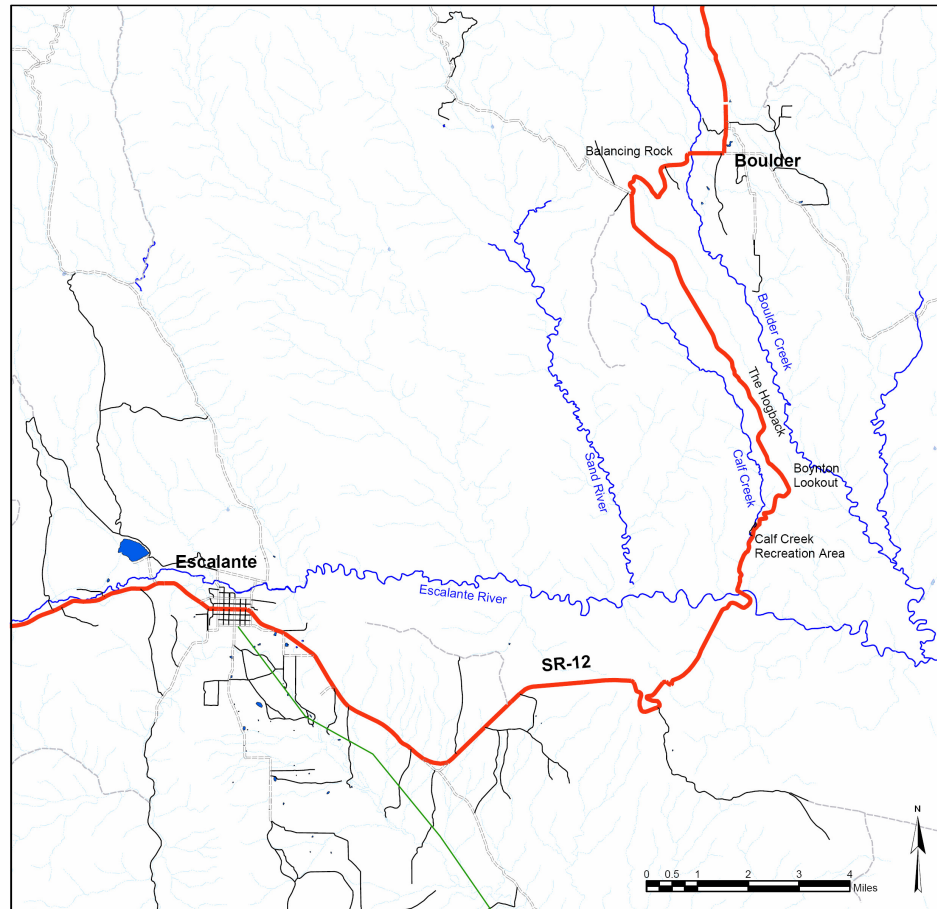 Balancing Rock
Boulder
Boulder Creek
The Hogback
Sand River
Calf Creek
Boynton
Lookout
Calf Creek
Recreation Area
Escalante
Escalante River
SR-12
N
0 0.5 1 2 3 4
Miles